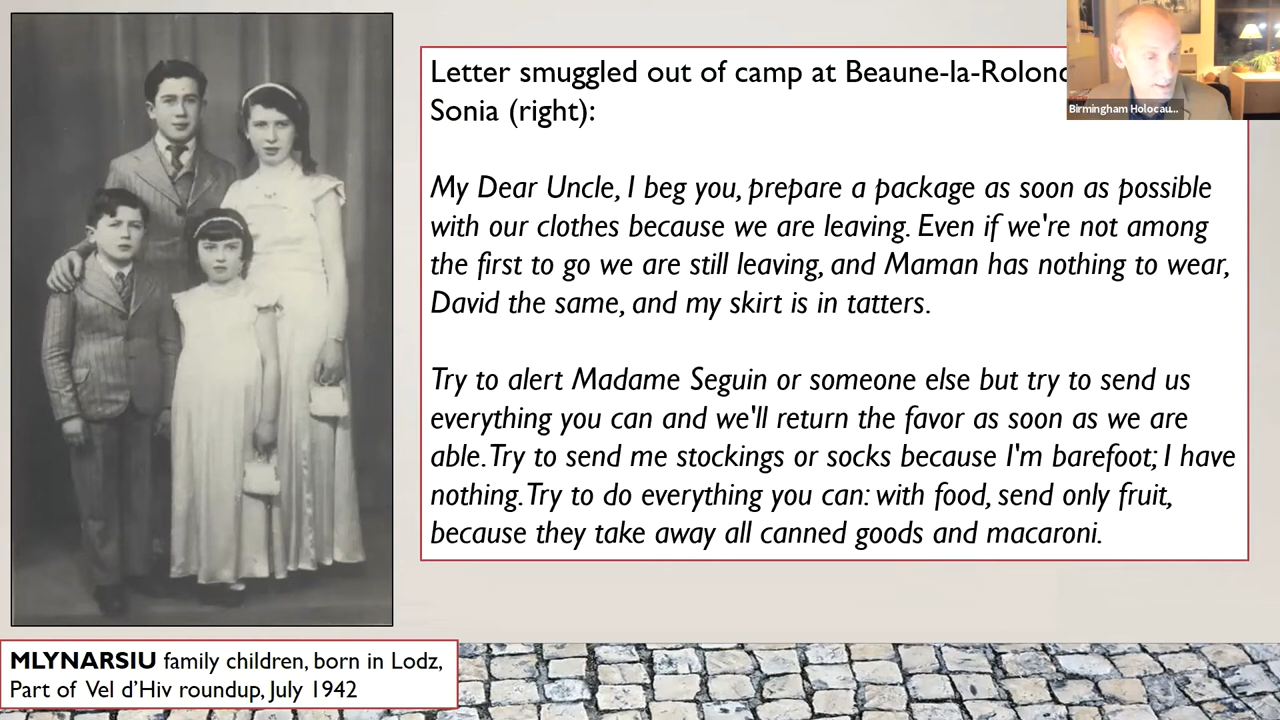 Letter smuggled out of camp at Beaune-la-Rolond
Sonia (right):
My Dear Uncle, I beg you, prepare a package as soon as possible
with our clothes because we are leaving. Even if we're not among
the first to go we are still leaving, and Maman has nothing to wear,
David the same, and my skirt is in tatters.
Try to alert Madame Seguin or someone else but try to send us
everything you can and we'll return the favor as soon as we are
able. Try to send me stockings or socks because I'm barefoot; I have
nothing. Try to do everything you can: with food, send only fruit,
because they take away all canned goods and macaroni.
Birmingham Holocau...
MLYNARSIU family children, born in Lodz,
Part of Vel d'Hiv roundup, July 1942